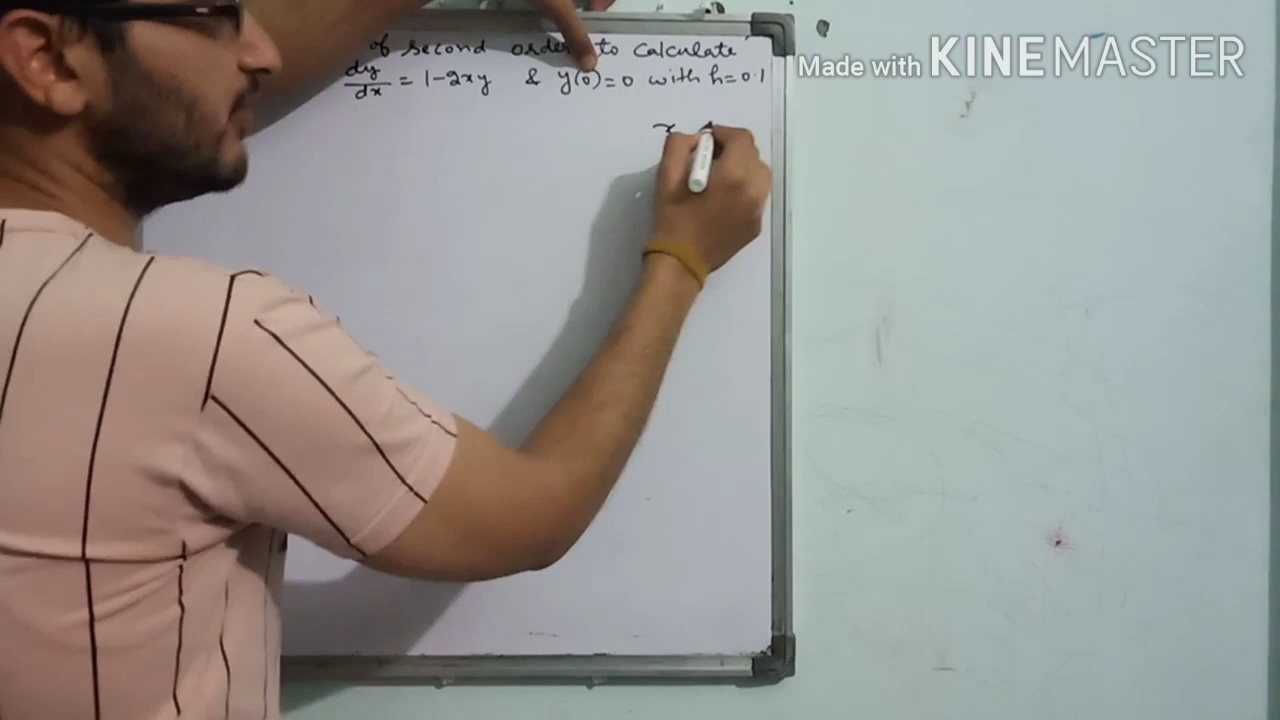 of second order to calculate
dy/dx = 1-2xy & y(0)=0 with h=0.1
x
Made with KINEMASTER